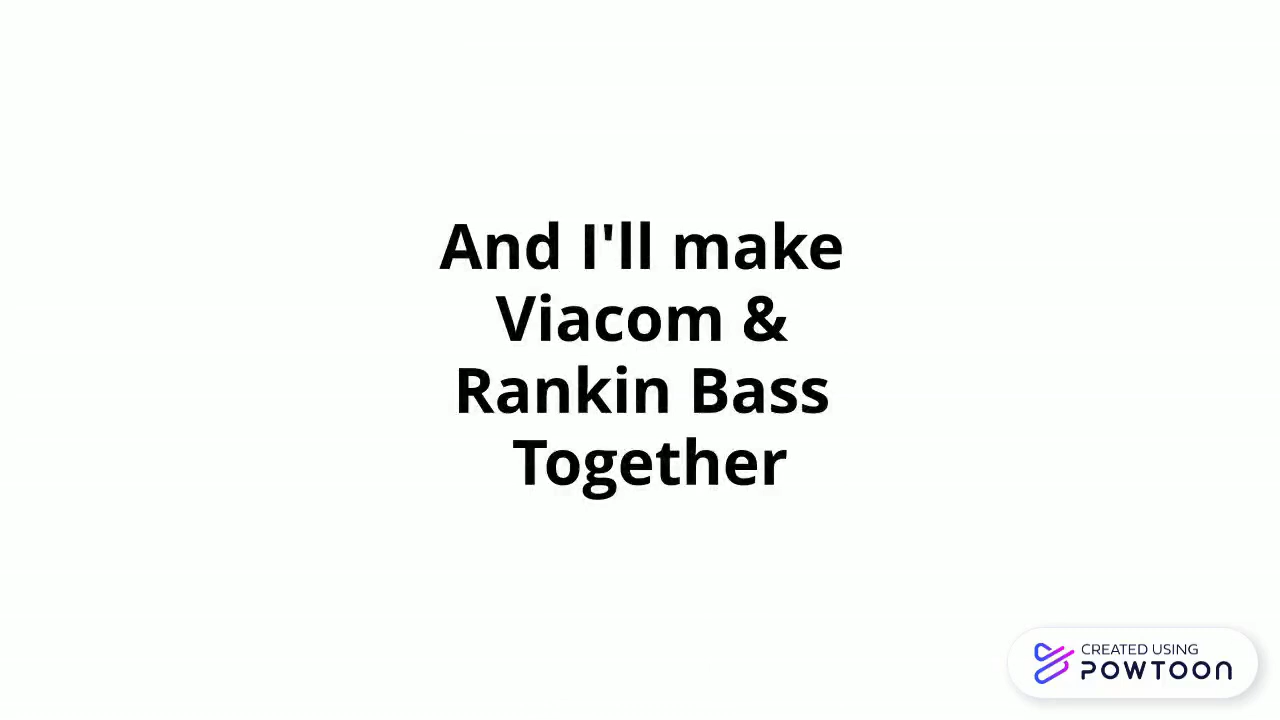 And I'll make
Viacom &
Rankin Bass
Together
CREATED USING
POWTOON